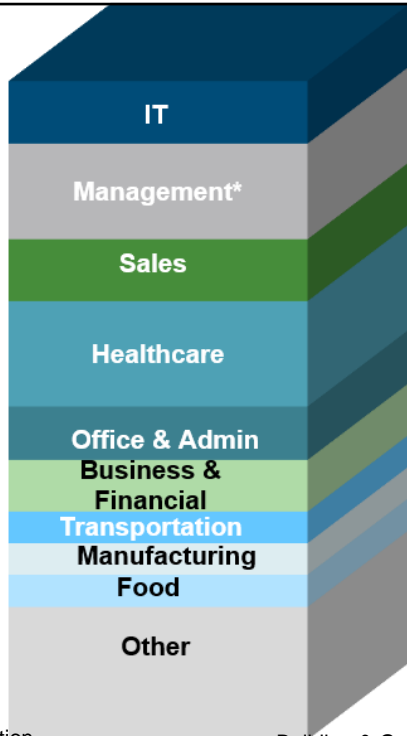 IT
Management*
Sales
Healthcare
Office & Admin
Business &
Financial
Transportation
Manufacturing
Food
Other